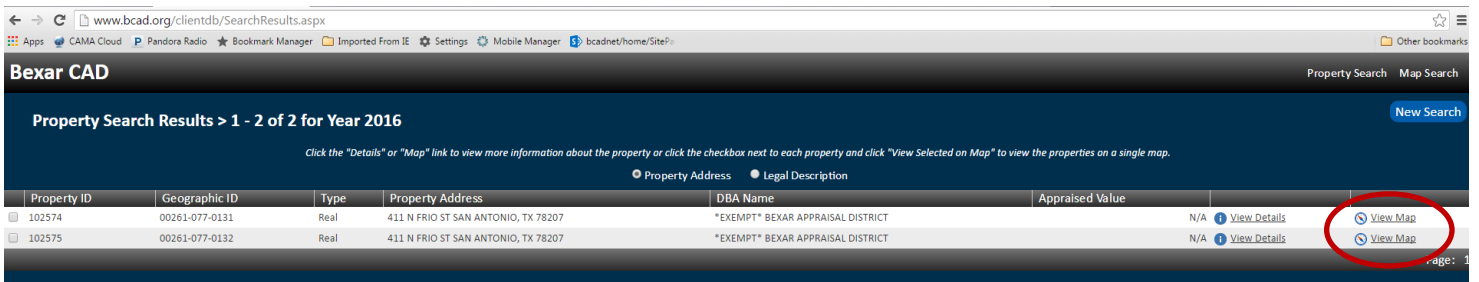 www.bcad.org/clientdb/SearchResults.aspx
Apps CAMA Cloud Pandora Radio Bookmark Manager Imported From IE Settings Mobile Manager bcadnet/home/SitePa Other bookmarks
Bexar CAD Property Search Map Search
New Search
Property Search Results > 1 - 2 of 2 for Year 2016
Click the "Details" or "Map" link to view more information about the property or click the checkbox next to each property and click "View Selected on Map" to view the properties on a single map.
Property Address Legal Description
Property ID Geographic ID Type Property Address DBA Name Appraised Value
102574 00261-077-0131 Real 411 N FRIO ST SAN ANTONIO, TX 78207 *EXEMPT* BEXAR APPRAISAL DISTRICT N/A View Details View Map
102575 00261-077-0132 Real 411 N FRIO ST SAN ANTONIO, TX 78207 *EXEMPT* BEXAR APPRAISAL DISTRICT N/A View Details View Map
Page: 1